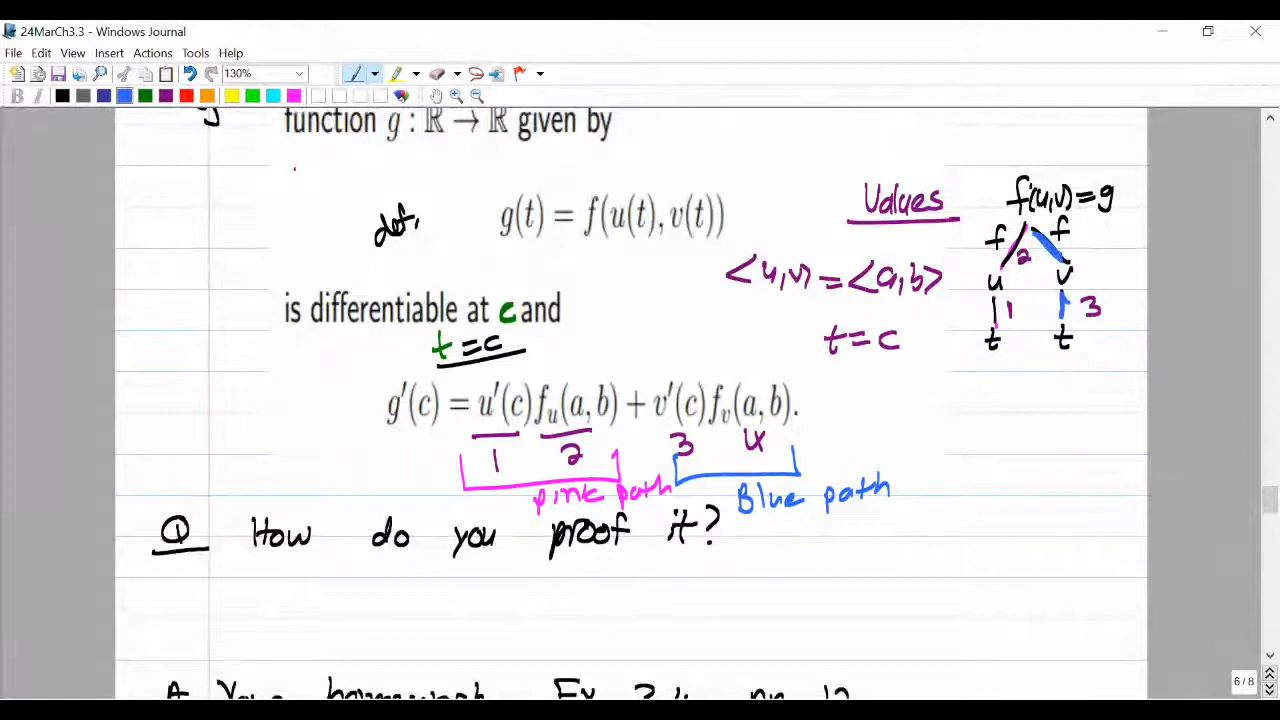 24MarCh3.3 - Windows Journal
File Edit View Insert Actions Tools Help
130%
function g : ℝ → ℝ given by
def.
g(t) = f(u(t), v(t))
Values
f(u,v) = g
f f
2
u v
1 3
t t
<u,v> = <a,b>
t = c
is differentiable at c and
t = c
g'(c) = u'(c)f_u(a, b) + v'(c)f_v(a, b).
1 2 3 4
pink path Blue path
Q How do you proof it?
6 / 8